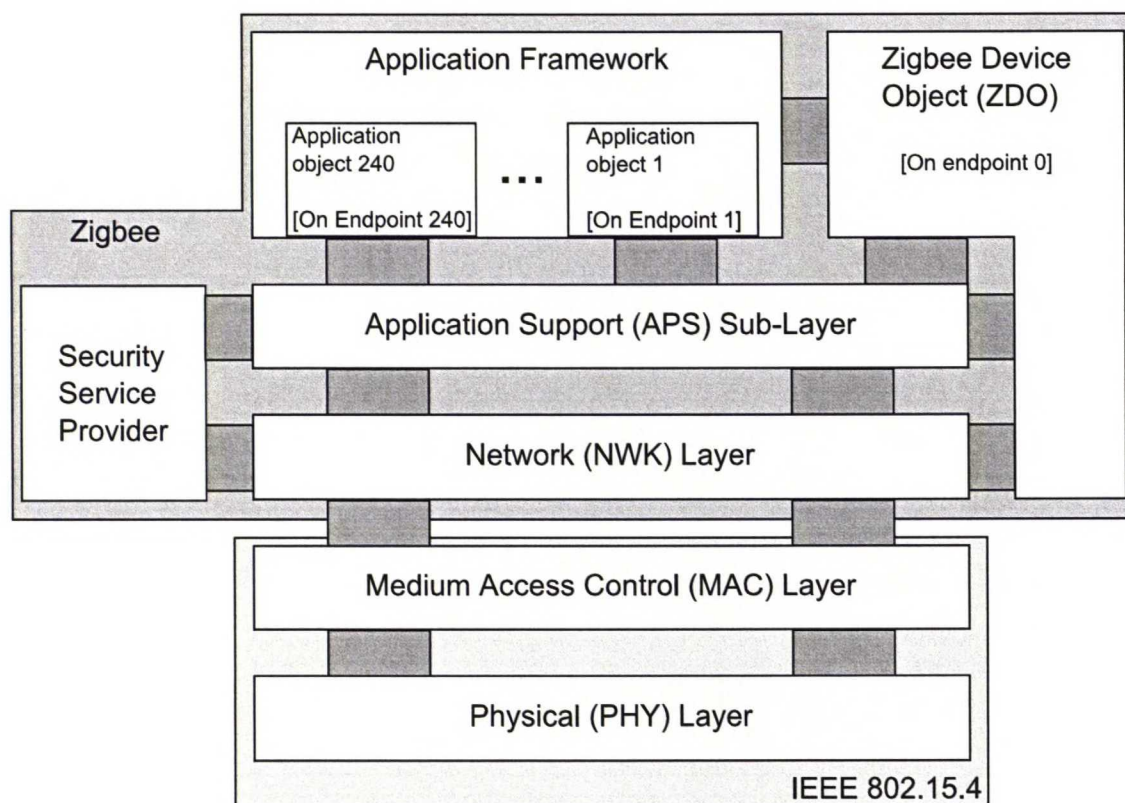 Application Framework
Zigbee Device
Object (ZDO)
[On endpoint 0]
Application
object 240
[On Endpoint 240]
...
Application
object 1
[On Endpoint 1]
Zigbee
Security
Service
Provider
Application Support (APS) Sub-Layer
Network (NWK) Layer
Medium Access Control (MAC) Layer
Physical (PHY) Layer
IEEE 802.15.4